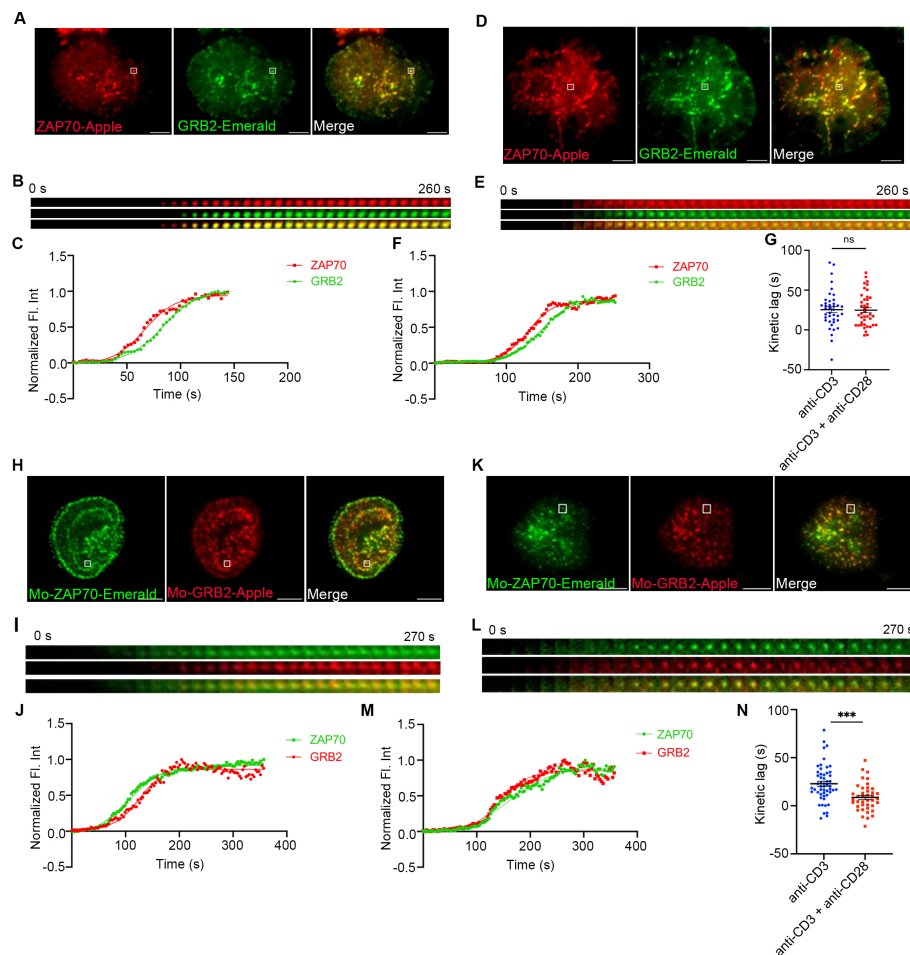 A
ZAP70-Apple
GRB2-Emerald
Merge
D
ZAP70-Apple
GRB2-Emerald
Merge
B
0 s
260 s
E
0 s
260 s
C
Normalized Fl. Int
1.5
1.0
0.5
0.0
-0.5
50
100
150
200
Time (s)
ZAP70
GRB2
F
Normalized Fl. Int
1.5
1.0
0.5
0.0
-0.5
100
200
300
Time (s)
ZAP70
GRB2
G
Kinetic lag (s)
100
50
0
-50
ns
anti-CD3
anti-CD3 + anti-CD28
H
Mo-ZAP70-Emerald
Mo-GRB2-Apple
Merge
K
Mo-ZAP70-Emerald
Mo-GRB2-Apple
Merge
I
0 s
270 s
L
0 s
270 s
J
Normalized Fl. Int
1.5
1.0
0.5
0.0
-0.5
100
200
300
400
Time (s)
ZAP70
GRB2
M
Normalized Fl. Int
1.5
1.0
0.5
0.0
-0.5
100
200
300
400
Time (s)
ZAP70
GRB2
N
Kinetic lag (s)
100
50
0
-50
***
anti-CD3
anti-CD3 + anti-CD28